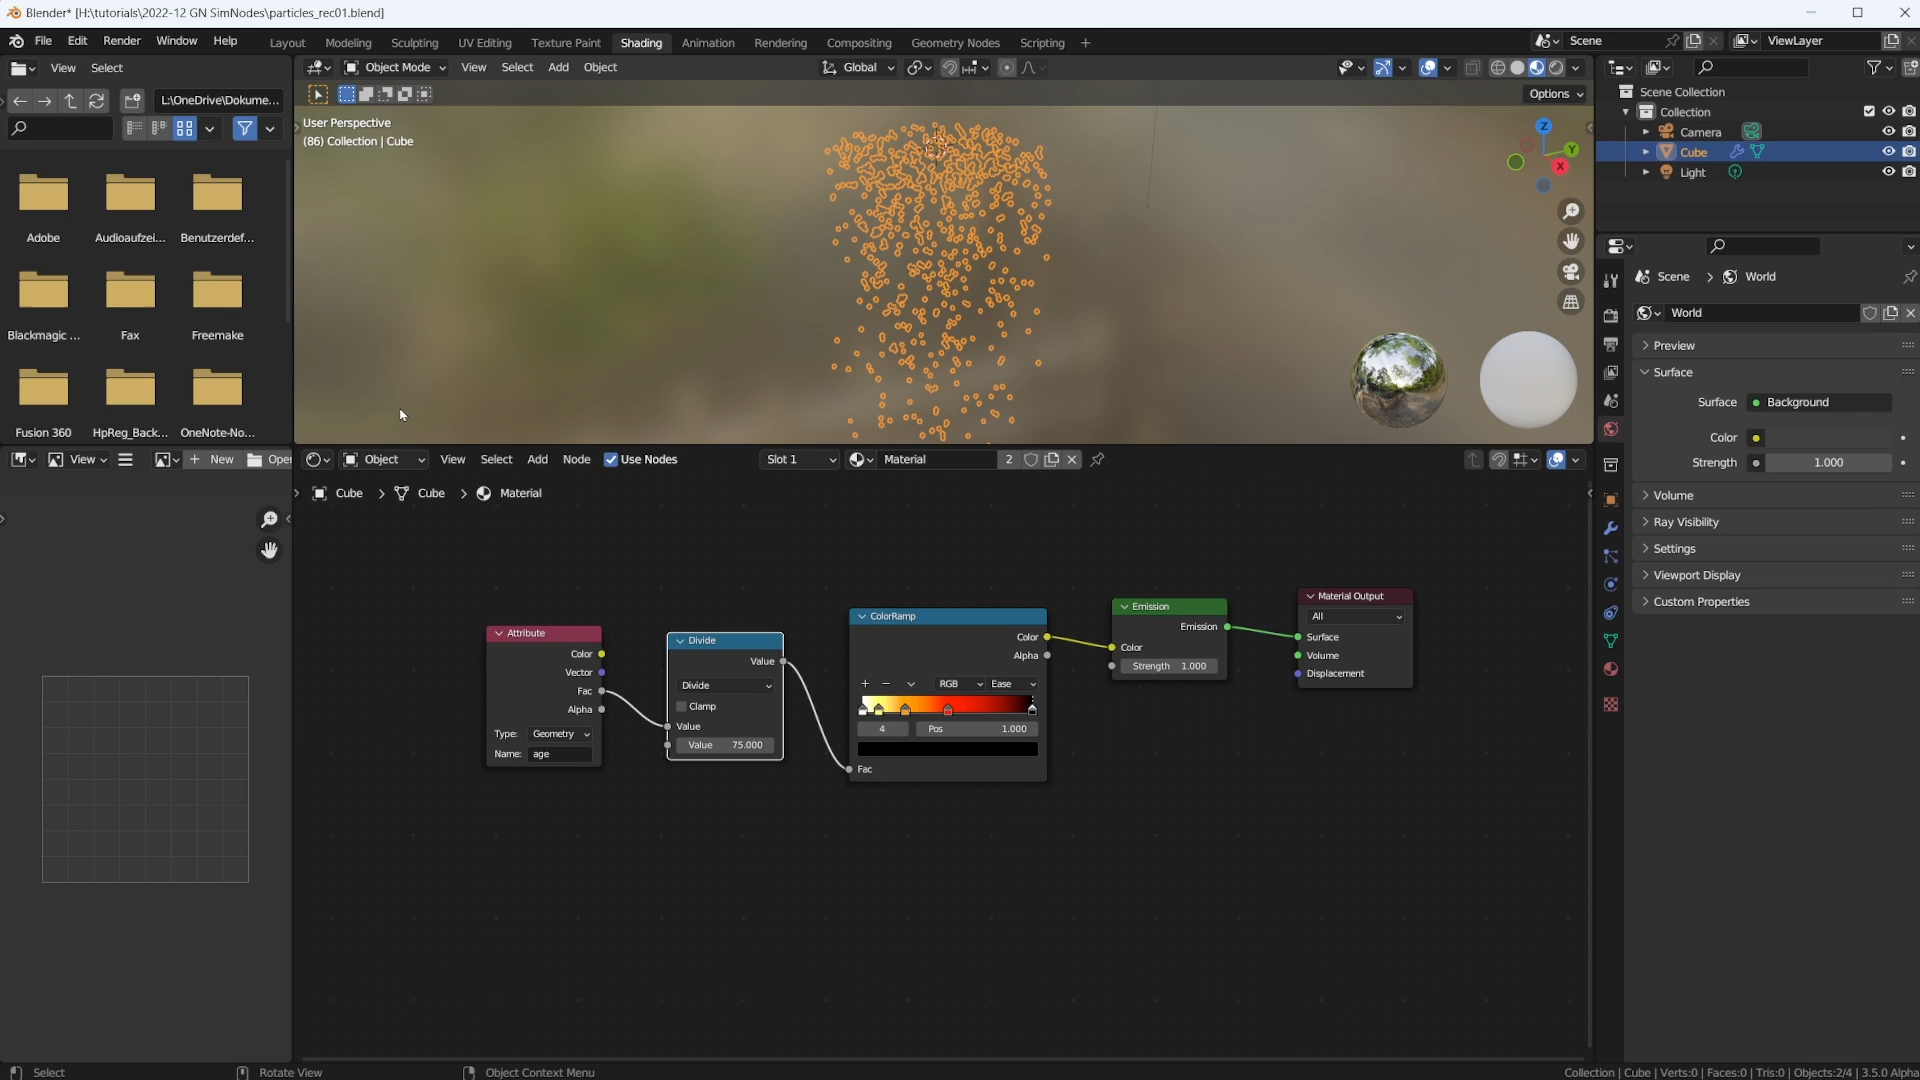 Blender* [H:\tutorials\2022-12 GN SimNodes\particles_rec01.blend]
File Edit Render Window Help Layout Modeling Sculpting UV Editing Texture Paint Shading Animation Rendering Compositing Geometry Nodes Scripting + Scene ViewLayer
View Select Object Mode View Select Add Object Global
L:\OneDrive\Dokume... Options
User Perspective
(86) Collection | Cube
Z
Y
X
Adobe Audioaufzei... Benutzerdef...
Blackmagic ... Fax Freemake
Fusion 360 HpReg_Back... OneNote-No...
Scene Collection
Collection
Camera
Cube
Light
Scene > World
World
Preview
Surface
Surface Background
Color
Strength 1.000
Volume
Ray Visibility
Settings
Viewport Display
Custom Properties
View + New Open Object View Select Add Node Use Nodes Slot 1 Material 2
Cube > Cube > Material
Attribute
Color
Vector
Fac
Alpha
Type: Geometry
Name: age
Divide
Value
Divide
Clamp
Value
Value 75.000
ColorRamp
Color
Alpha
+ − RGB Ease
4 Pos 1.000
Fac
Emission
Emission
Color
Strength 1.000
Material Output
All
Surface
Volume
Displacement
Select Rotate View Object Context Menu Collection | Cube | Verts:0 | Faces:0 | Tris:0 | Objects:2/4 | 3.5.0 Alpha